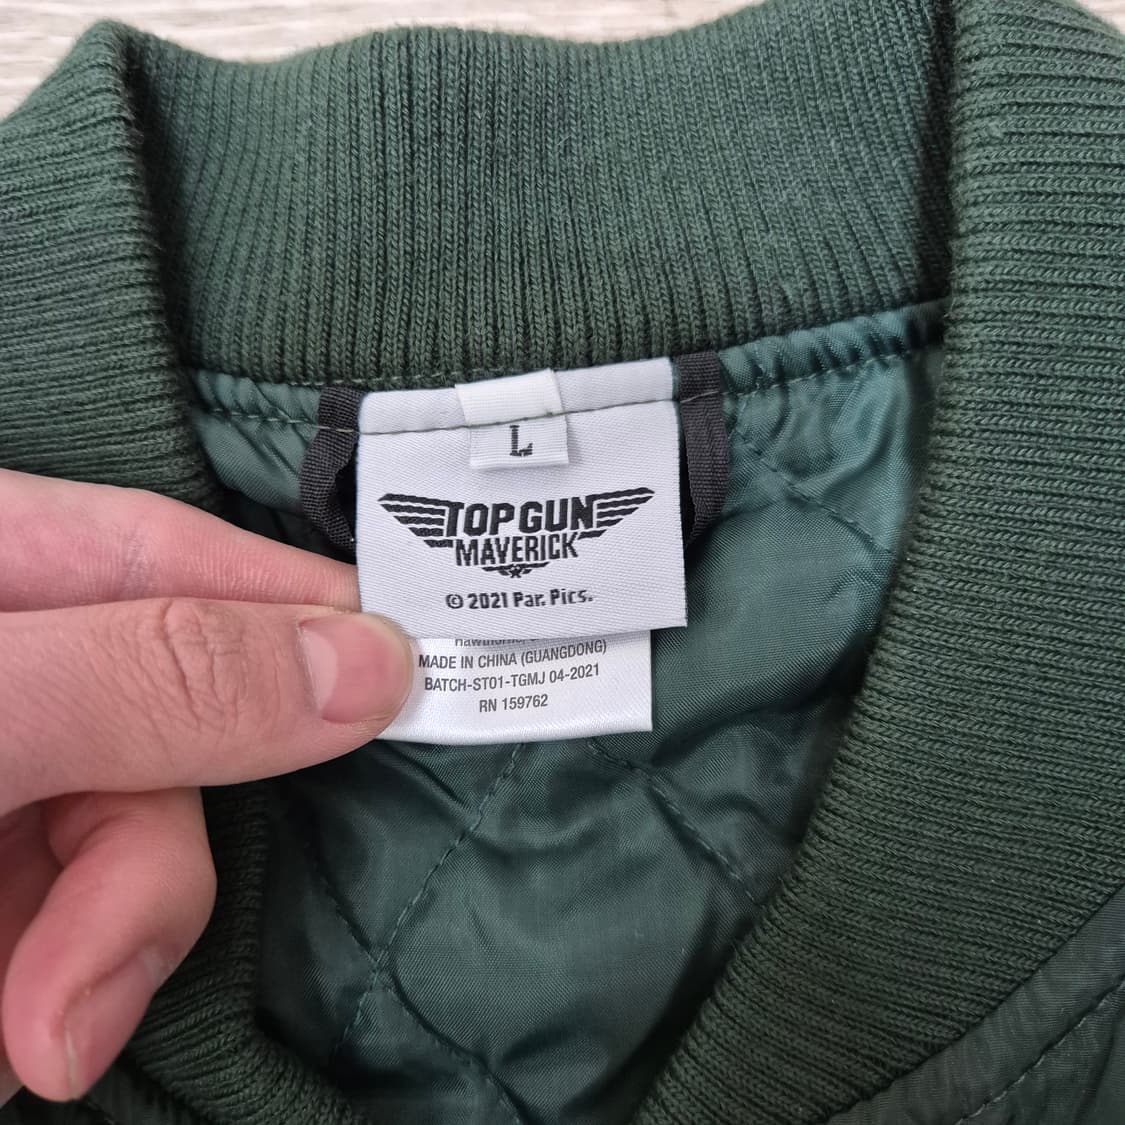 L
TOP GUN
MAVERICK
© 2021 Par. Pics.
MADE IN CHINA (GUANGDONG)
BATCH-ST01-TGMJ 04-2021
RN 159762